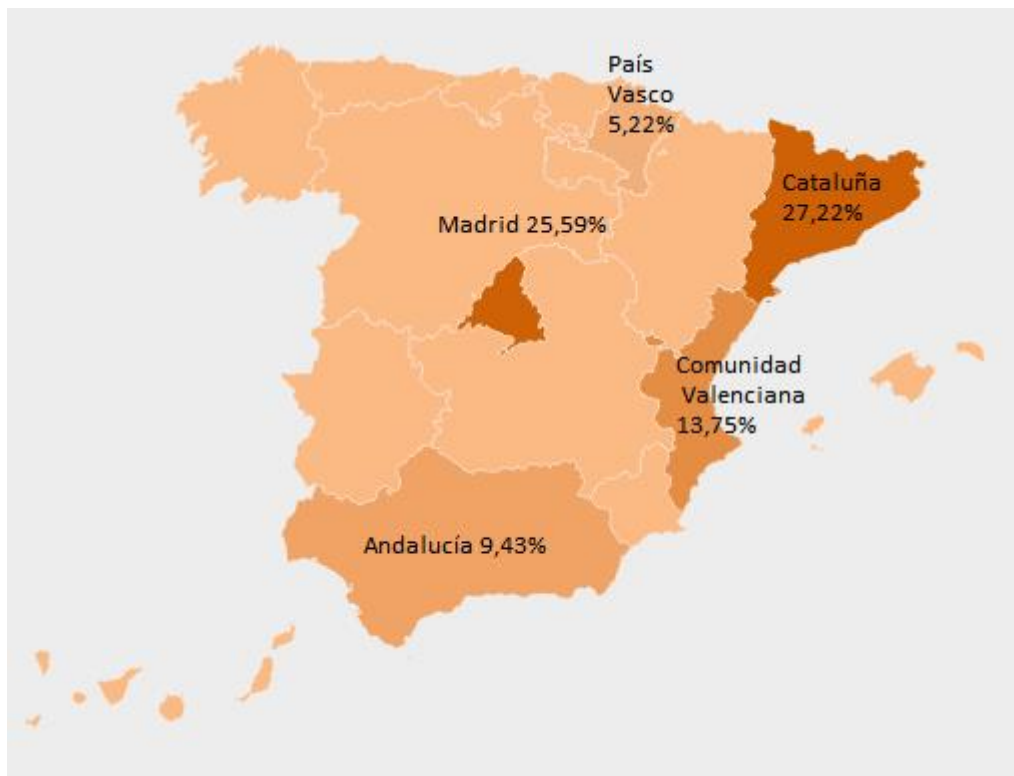 País
Vasco
5,22%
Cataluña
27,22%
Madrid 25,59%
Comunidad
Valenciana
13,75%
Andalucía 9,43%